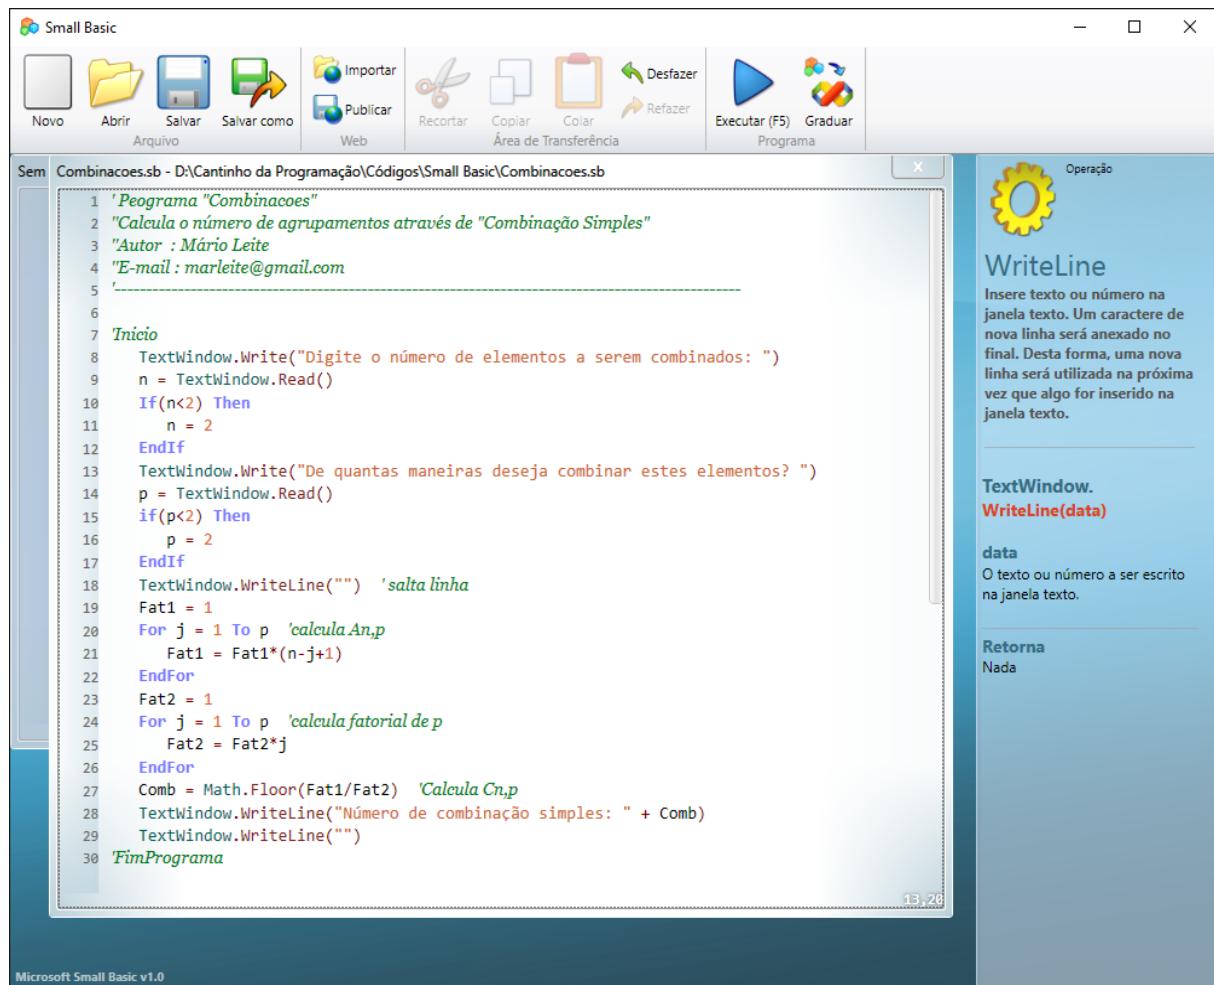 Small Basic
Novo
Abrir
Salvar
Salvar como
Arquivo
Importar
Publicar
Web
Recortar
Copiar
Colar
Desfazer
Refazer
Área de Transferência
Executar (F5)
Graduar
Programa
Sem
Combinacoes.sb - D:\Cantinho da Programação\Códigos\Small Basic\Combinacoes.sb
x
1 ' Peograma "Combinacoes"
2 ''Calcula o número de agrupamentos através de "Combinação Simples"
3 ''Autor : Mário Leite
4 ''E-mail : marleite@gmail.com
5 '---------------------------------------------------------------------------------------------------
6
7 'Inicio
8 TextWindow.Write("Digite o número de elementos a serem combinados: ")
9 n = TextWindow.Read()
10 If(n<2) Then
11 n = 2
12 EndIf
13 TextWindow.Write("De quantas maneiras deseja combinar estes elementos? ")
14 p = TextWindow.Read()
15 if(p<2) Then
16 p = 2
17 EndIf
18 TextWindow.WriteLine("") 'salta linha
19 Fat1 = 1
20 For j = 1 To p 'calcula An,p
21 Fat1 = Fat1*(n-j+1)
22 EndFor
23 Fat2 = 1
24 For j = 1 To p 'calcula fatorial de p
25 Fat2 = Fat2*j
26 EndFor
27 Comb = Math.Floor(Fat1/Fat2) 'Calcula Cn,p
28 TextWindow.WriteLine("Número de combinação simples: " + Comb)
29 TextWindow.WriteLine("")
30 'FimPrograma
13,20
Operação
WriteLine
Insere texto ou número na
janela texto. Um caractere de
nova linha será anexado no
final. Desta forma, uma nova
linha será utilizada na próxima
vez que algo for inserido na
janela texto.
TextWindow.
WriteLine(data)
data
O texto ou número a ser escrito
na janela texto.
Retorna
Nada
Microsoft Small Basic v1.0